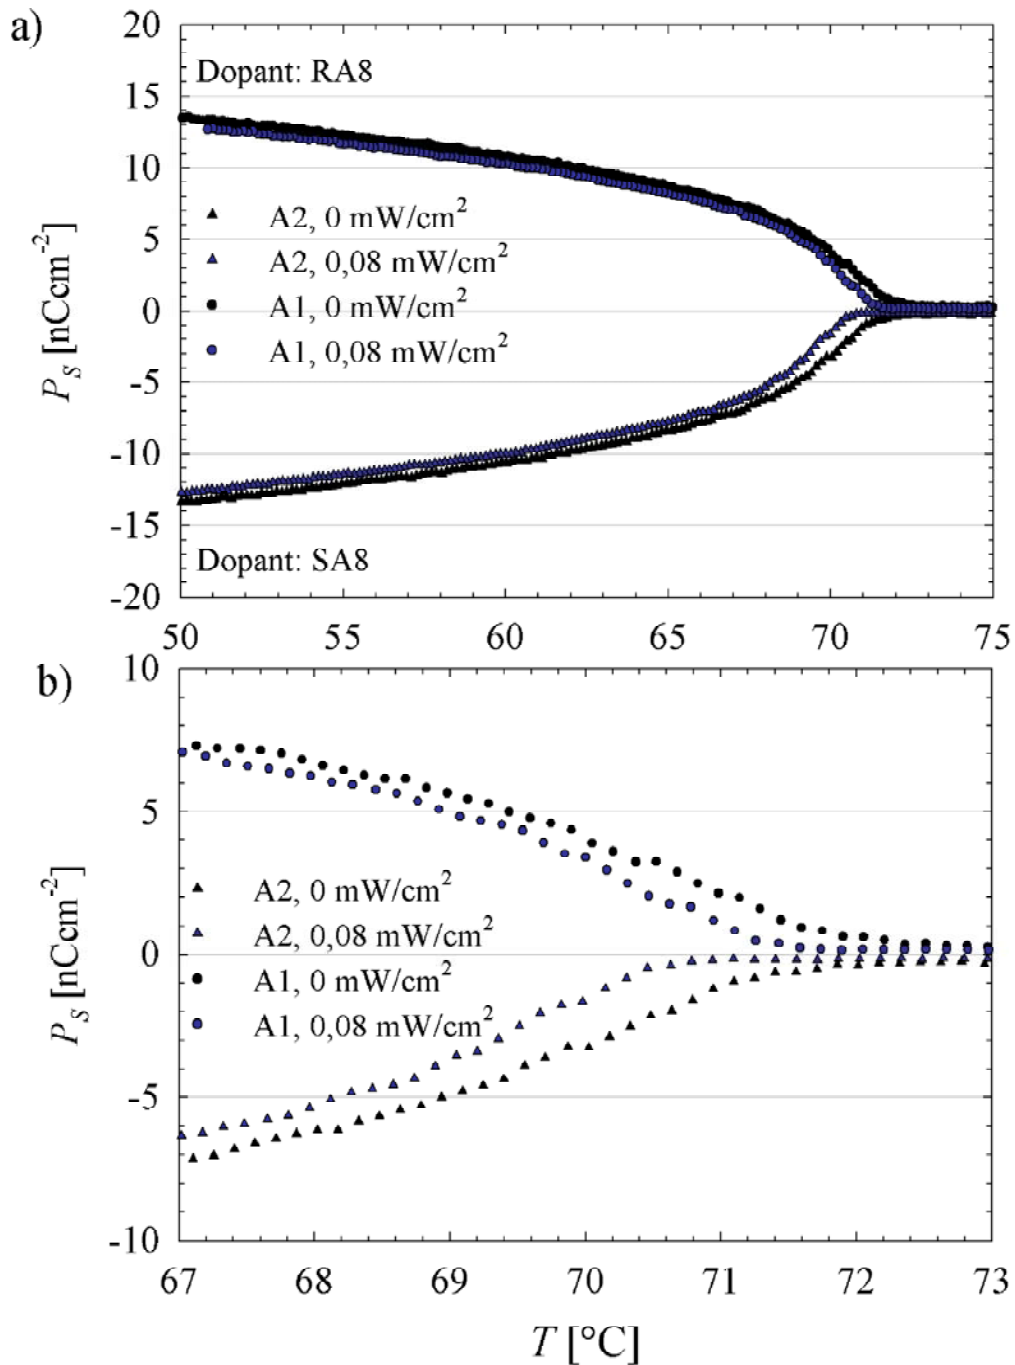 a)
20
Dopant: RA8
15
10
A2, 0 mW/cm²
5
A2, 0,08 mW/cm²
0
A1, 0 mW/cm²
A1, 0,08 mW/cm²
-5
-10
-15
Dopant: SA8
-20
P_S [nCcm⁻²]
50 55 60 65 70 75
b)
10
5
A2, 0 mW/cm²
A2, 0,08 mW/cm²
0
A1, 0 mW/cm²
A1, 0,08 mW/cm²
-5
-10
P_S [nCcm⁻²]
67 68 69 70 71 72 73
T [°C]